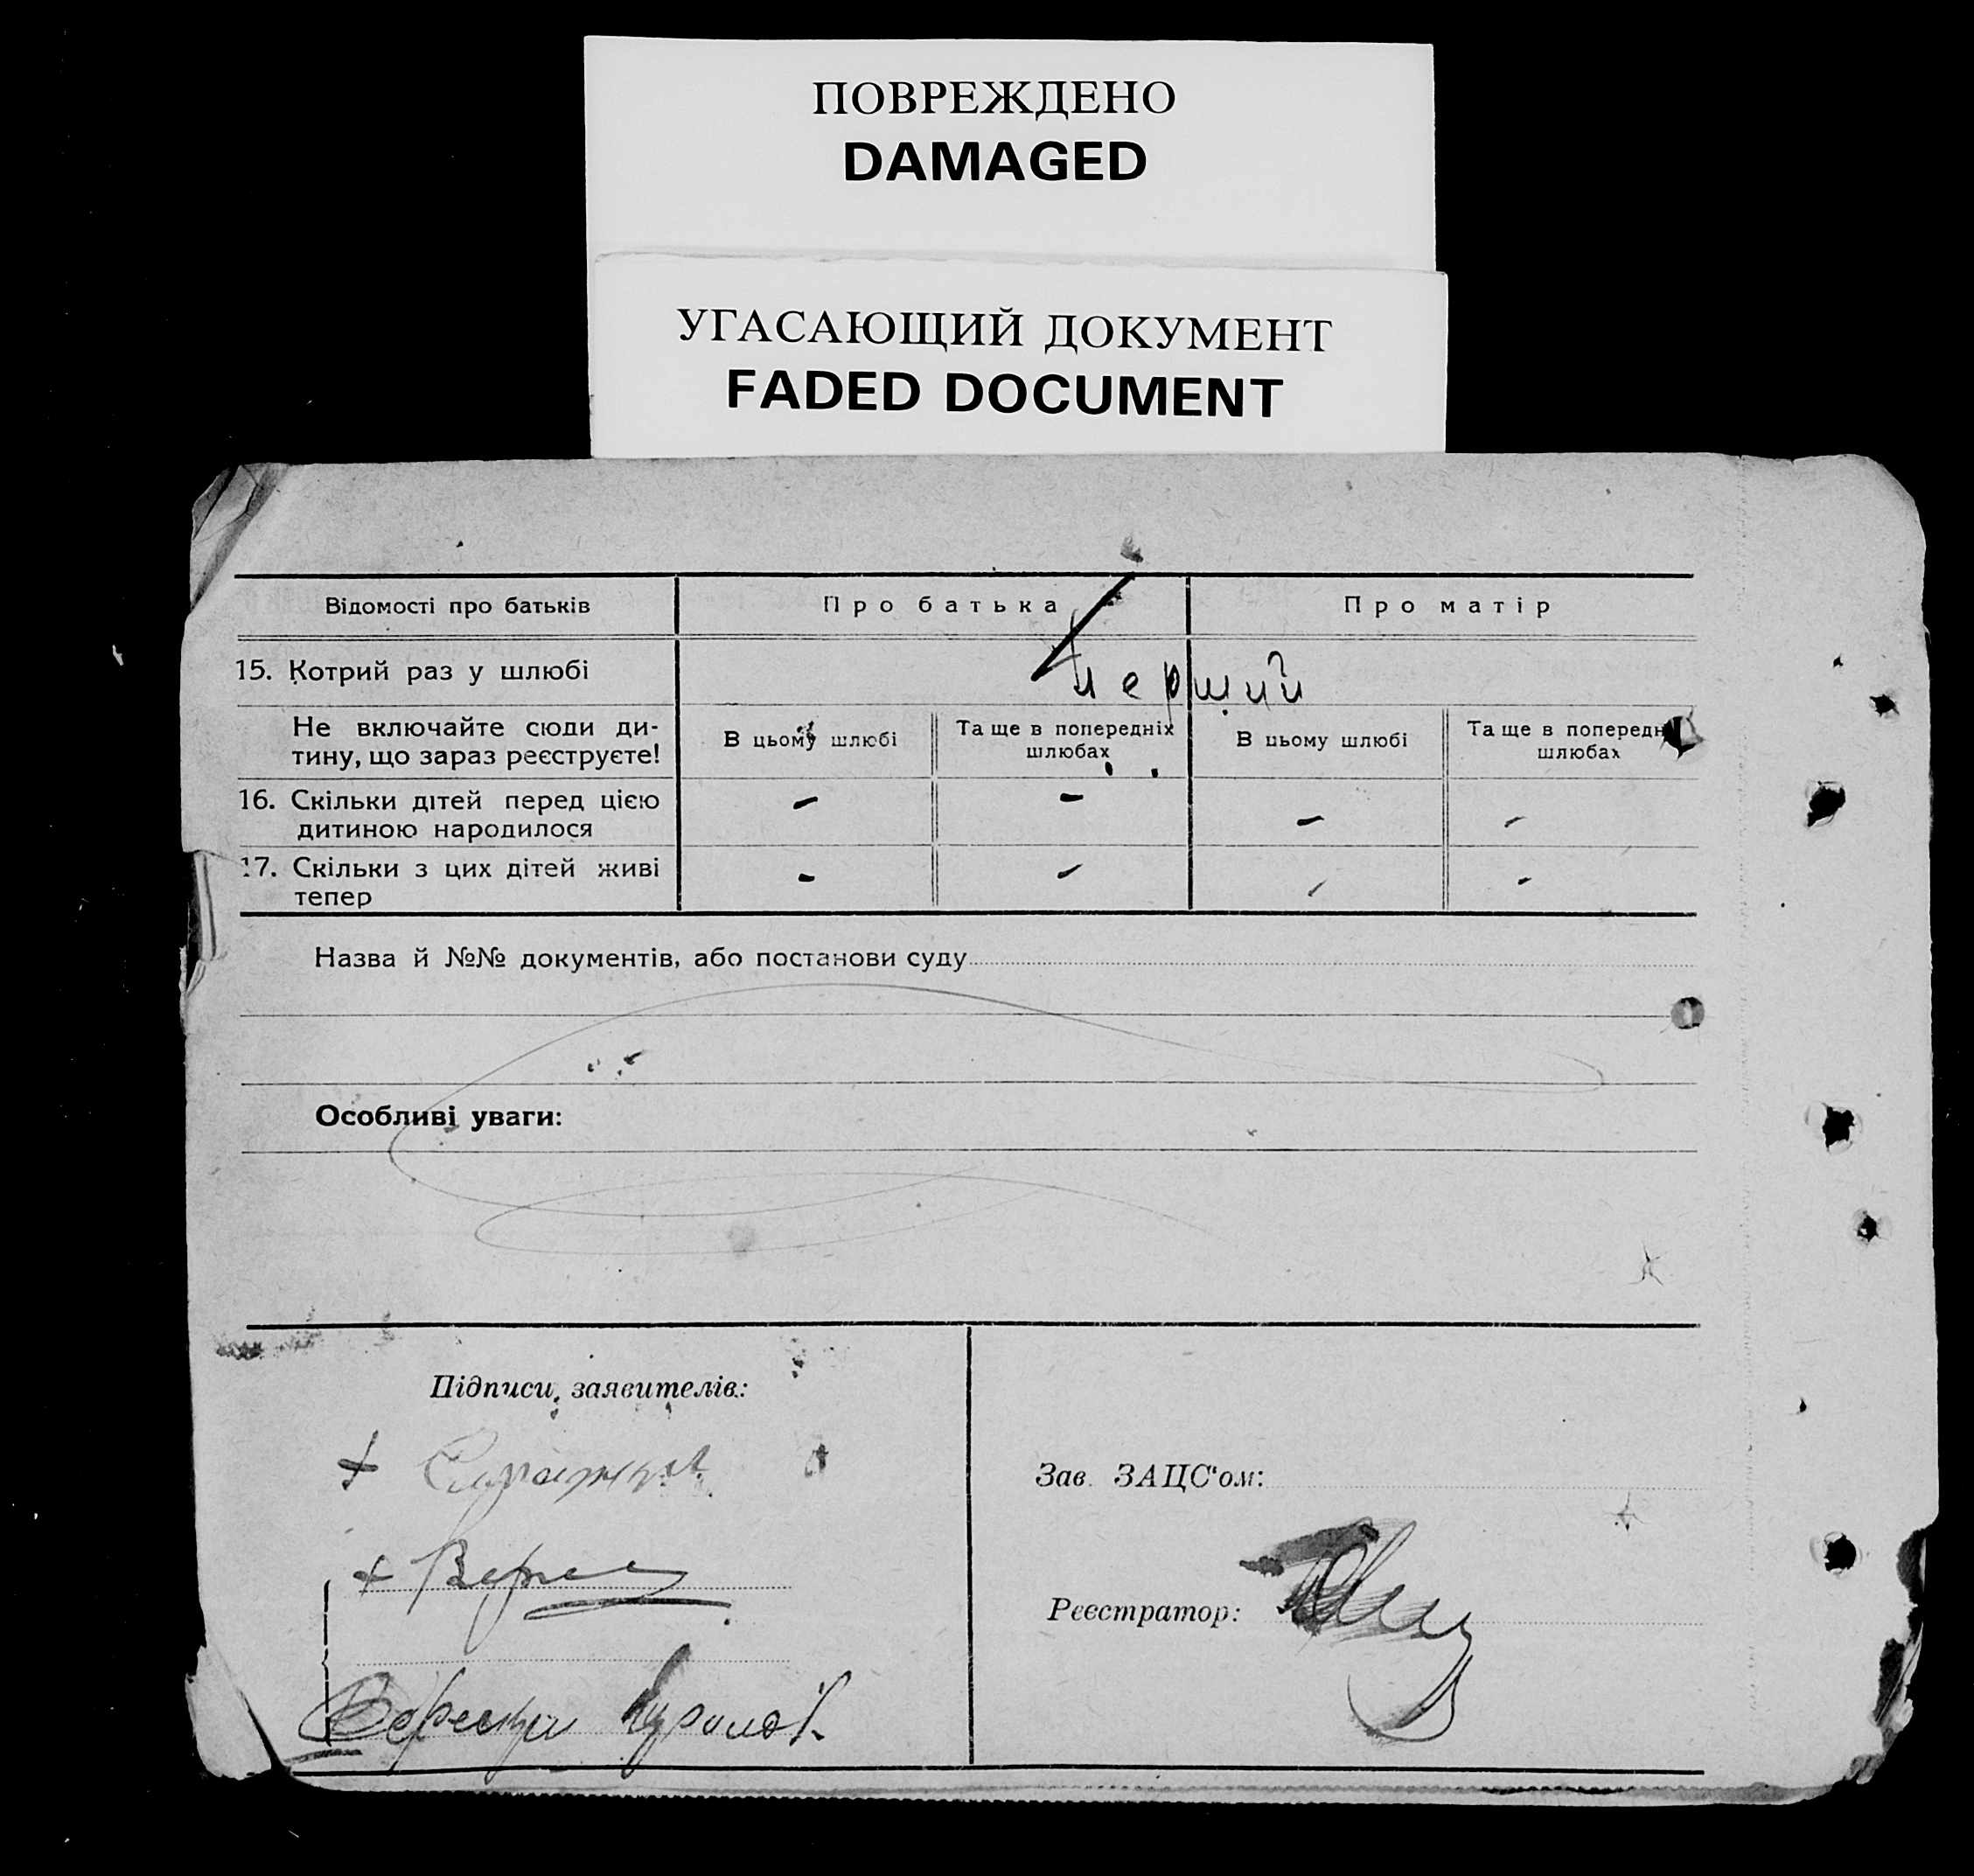 ПОВРЕЖДЕНО
DAMAGED
УГАСАЮЩИЙ ДОКУМЕНТ
FADED DOCUMENT
Відомості про батьків Про батька Про матір
15. Котрий раз у шлюбі перший
Не включайте сюди ди-
тину, що зараз реєструєте!
В цьому шлюбі
Та ще в попередніх
шлюбах
В цьому шлюбі
Та ще в попередн
шлюбах
16. Скільки дітей перед цією
дитиною народилося
- - - -
17. Скільки з цих дітей живі
тепер
- - - -
Назва й №№ документів, або постанови суду
Особливі уваги:
Підписи заявителів:
+
Зав. ЗАЦС'ом:
+
Реєстратор: